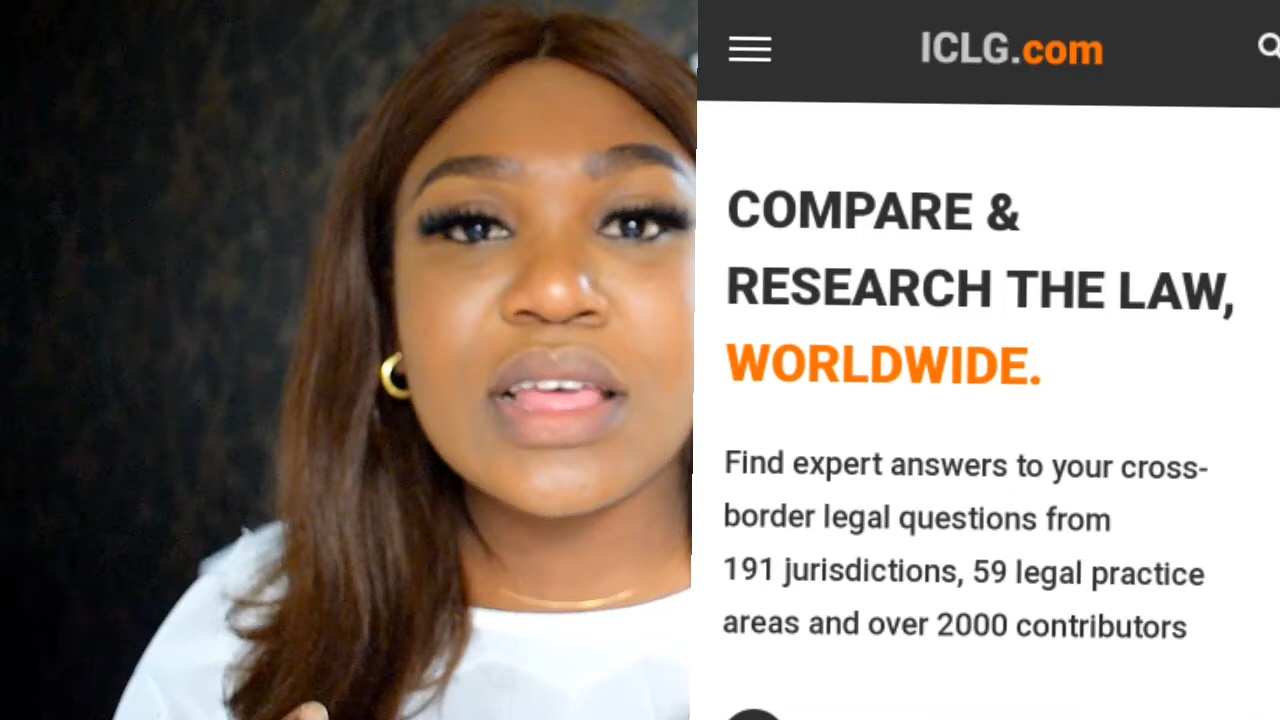 ICLG.com
COMPARE &
RESEARCH THE LAW,
WORLDWIDE.
Find expert answers to your cross-
border legal questions from
191 jurisdictions, 59 legal practice
areas and over 2000 contributors